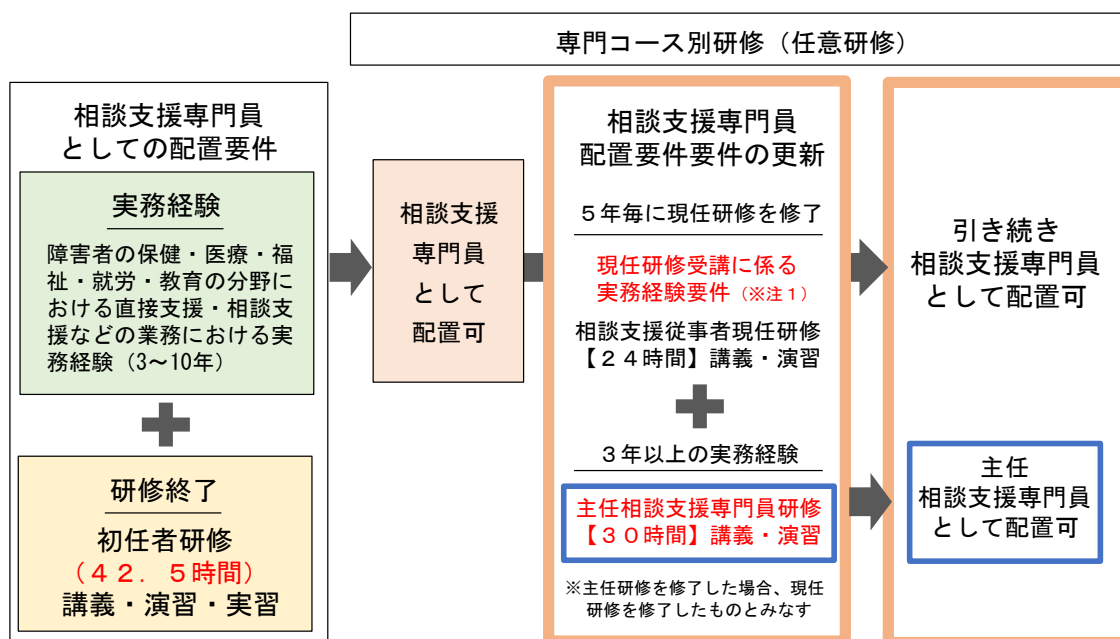 専門コース別研修（任意研修）
相談支援専門員
としての配置要件
実務経験
障害者の保健・医療・福
祉・就労・教育の分野に
おける直接支援・相談支
援などの業務における実
務経験（3～10年）
研修終了
初任者研修
（４２．５時間）
講義・演習・実習
相談支援
専門員
として
配置可
相談支援専門員
配置要件要件の更新
５年毎に現任研修を修了
現任研修受講に係る
実務経験要件（※注１）
相談支援従事者現任研修
【２４時間】講義・演習
３年以上の実務経験
主任相談支援専門員研修
【３０時間】講義・演習
※主任研修を修了した場合、現任
研修を修了したものとみなす
引き続き
相談支援専門員
として配置可
主任
相談支援専門員
として配置可